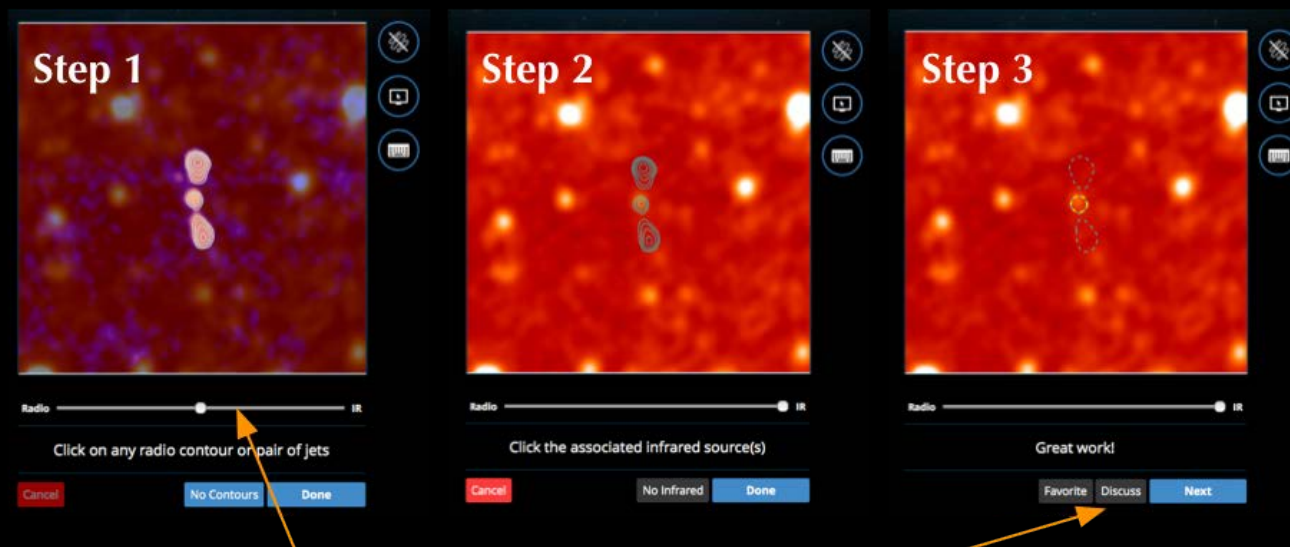 Step 1
Radio IR
Click on any radio contour or pair of jets
Cancel No Contours Done
Step 2
Radio IR
Click the associated infrared source(s)
Cancel No Infrared Done
Step 3
Radio IR
Great work!
Favorite Discuss Next